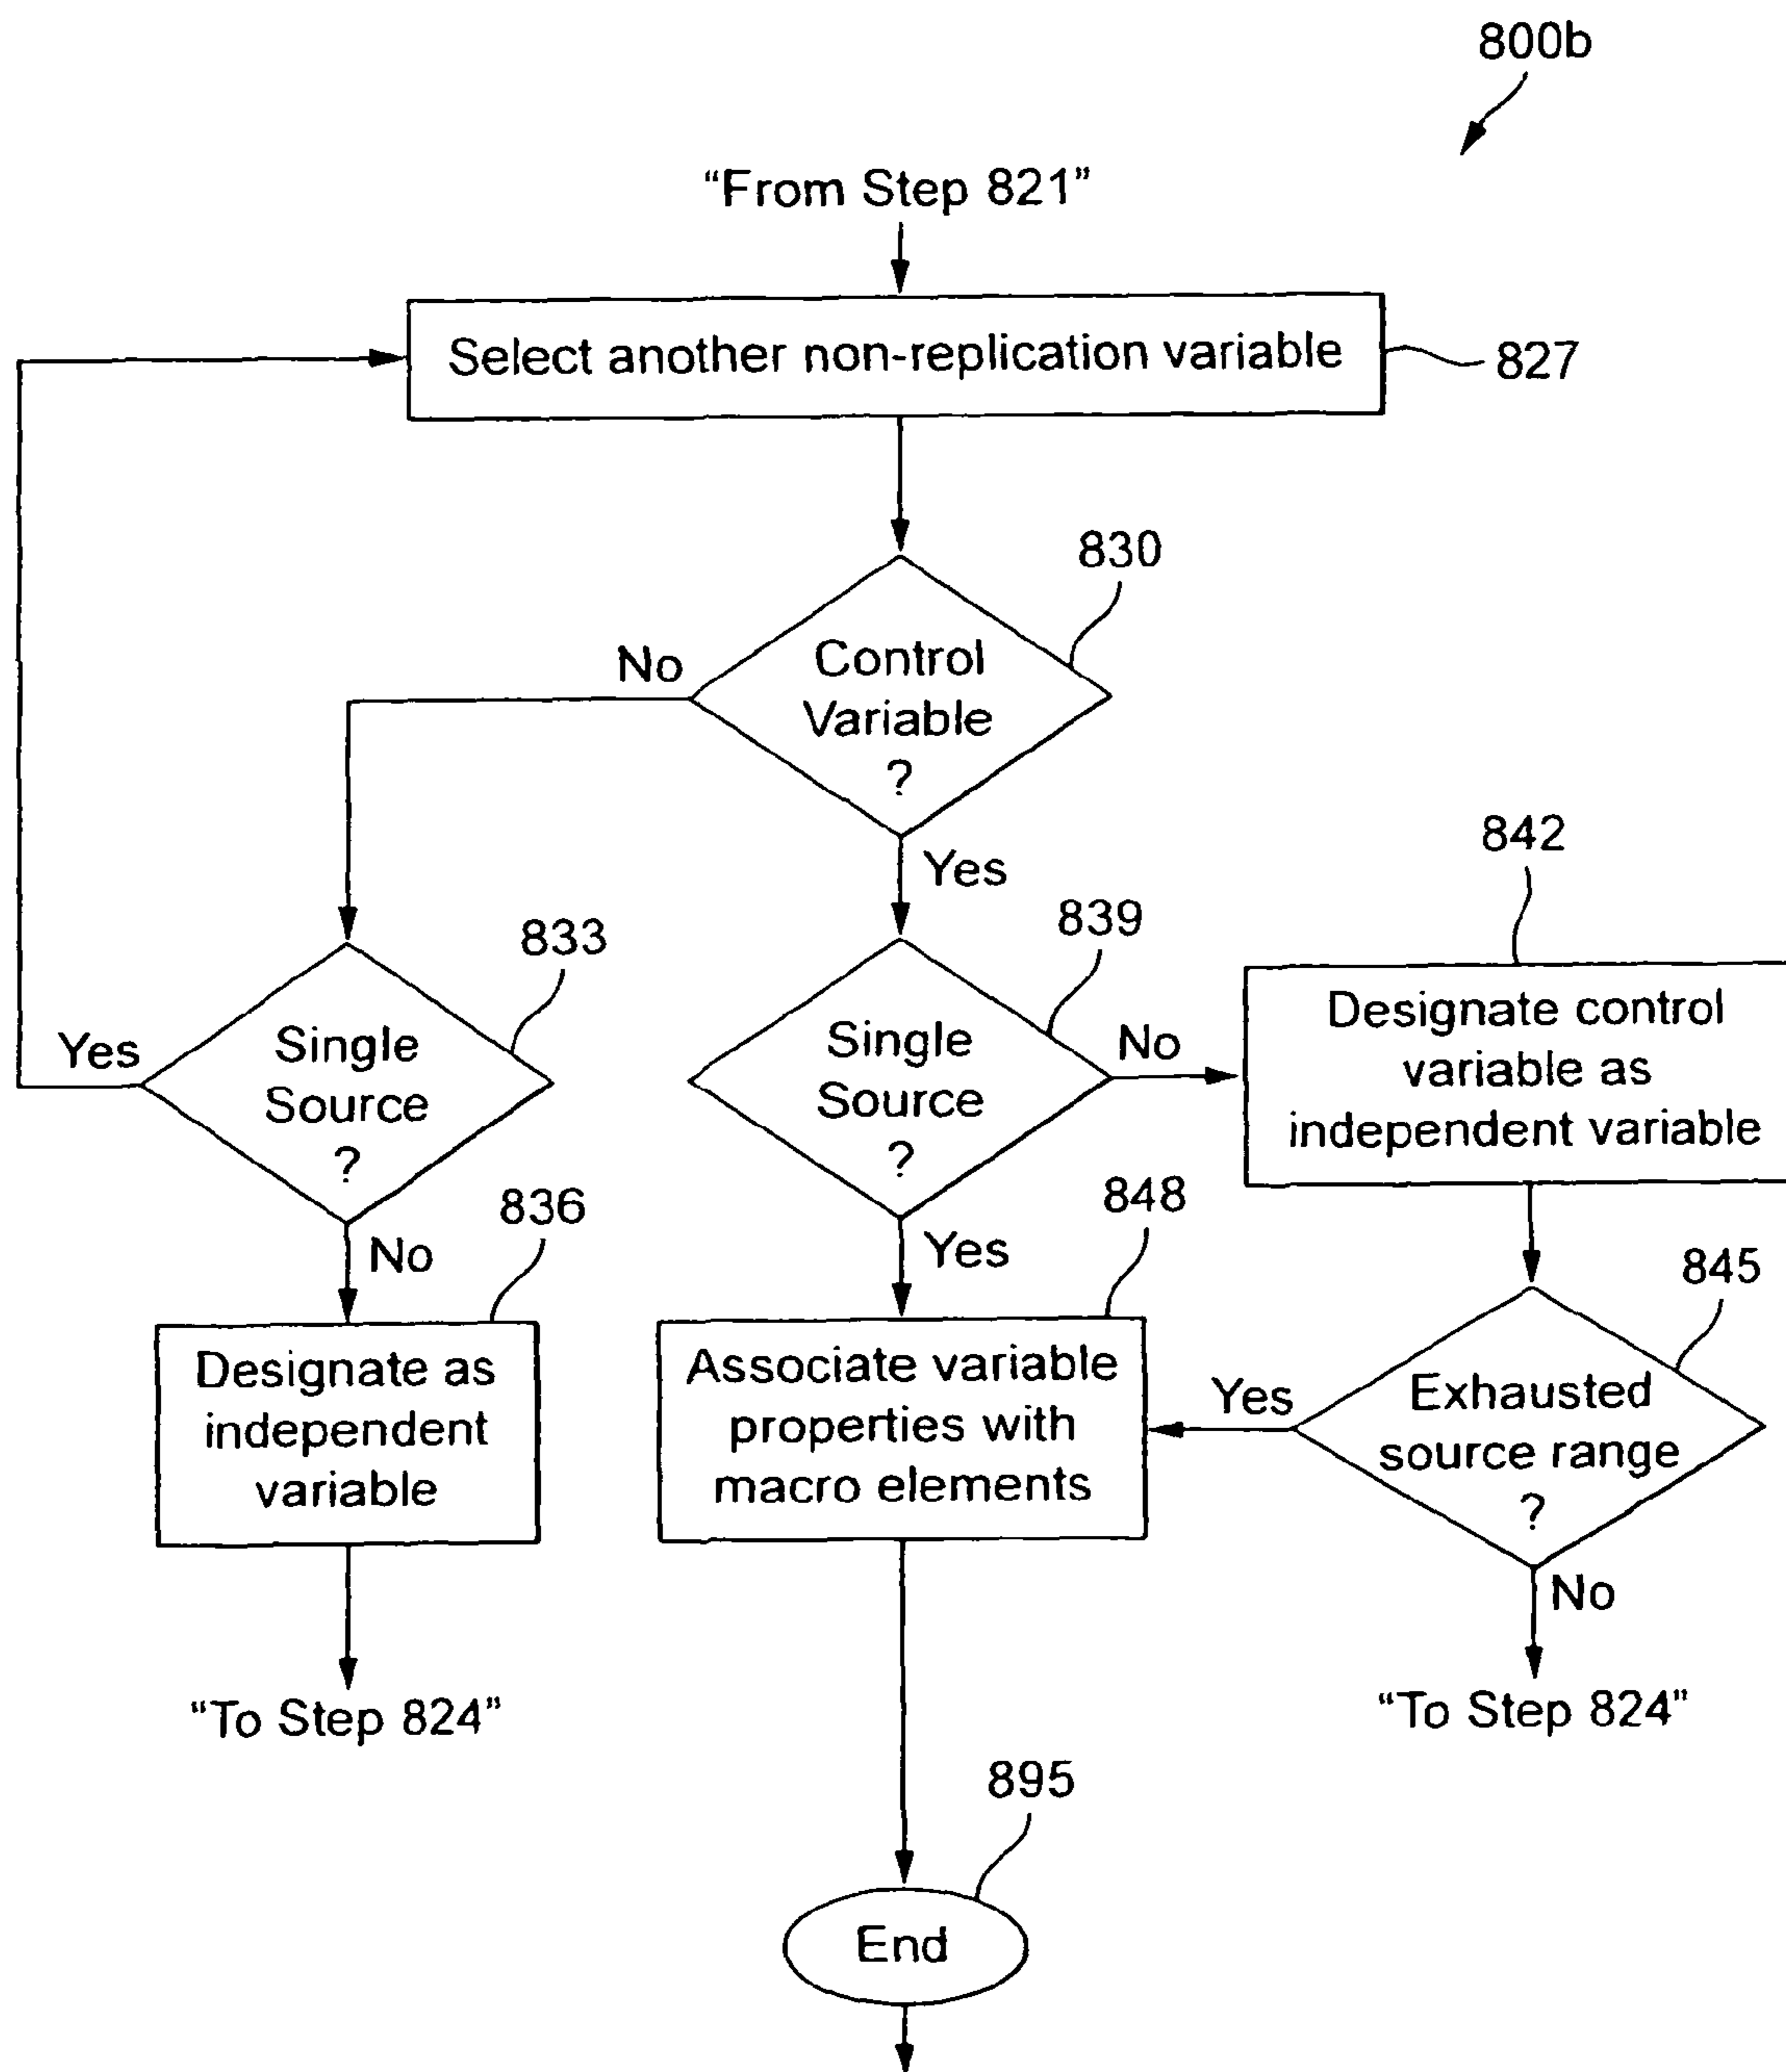 800b
“From Step 821”
Select another non-replication variable
827
830
No
Control
Variable
?
Yes
842
833
839
Yes
Single
Source
?
Single
Source
?
No
Designate control
variable as
independent variable
836
No
848
Yes
845
Designate as
independent
variable
Associate variable
properties with
macro elements
Yes
Exhausted
source range
?
No
“To Step 824”
“To Step 824”
895
End